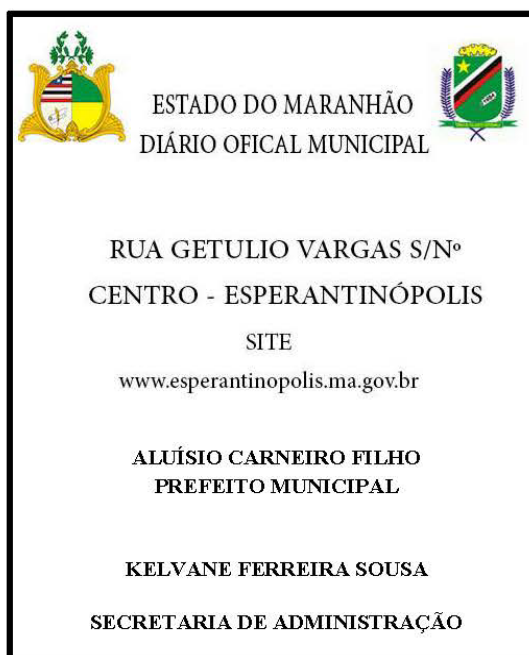 ESTADO DO MARANHÃO
DIÁRIO OFICAL MUNICIPAL
RUA GETULIO VARGAS S/Nº
CENTRO - ESPERANTINÓPOLIS
SITE
www.esperantinopolis.ma.gov.br
ALUÍSIO CARNEIRO FILHO
PREFEITO MUNICIPAL
KELVANE FERREIRA SOUSA
SECRETARIA DE ADMINISTRAÇÃO